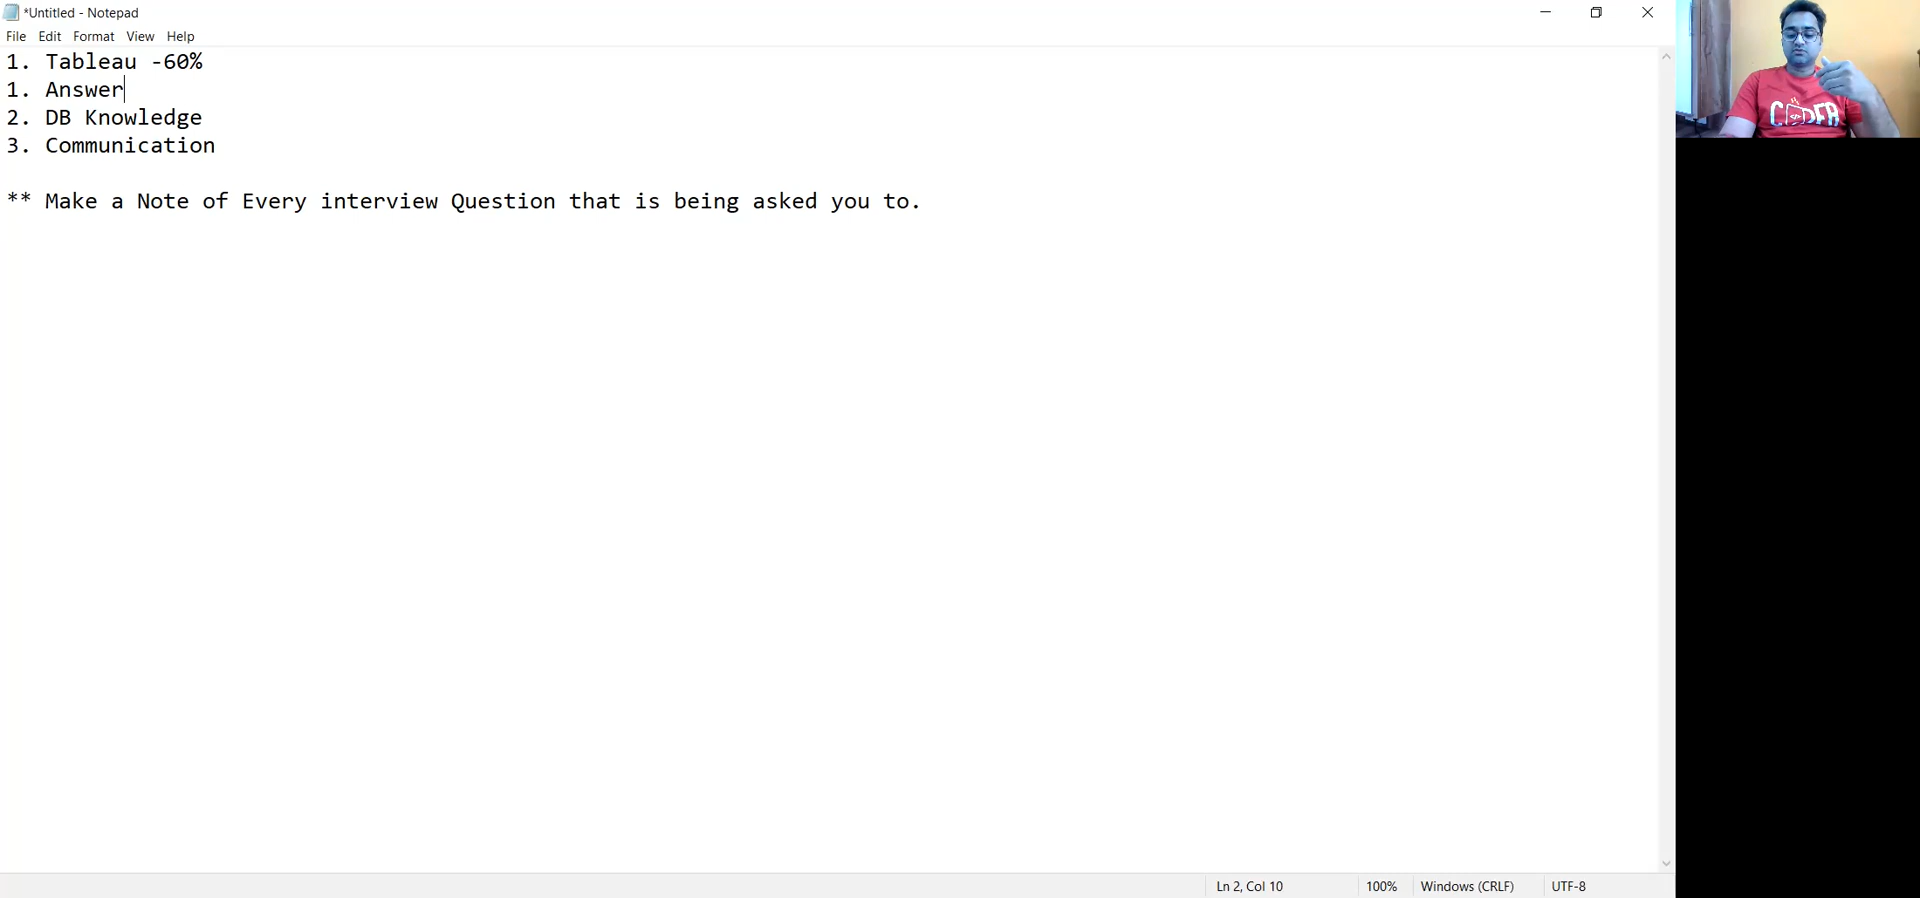 *Untitled - Notepad
File Edit Format View Help
1. Tableau -60%
1. Answer
2. DB Knowledge
3. Communication
** Make a Note of Every interview Question that is being asked you to.
Ln 2, Col 10 100% Windows (CRLF) UTF-8
CODER